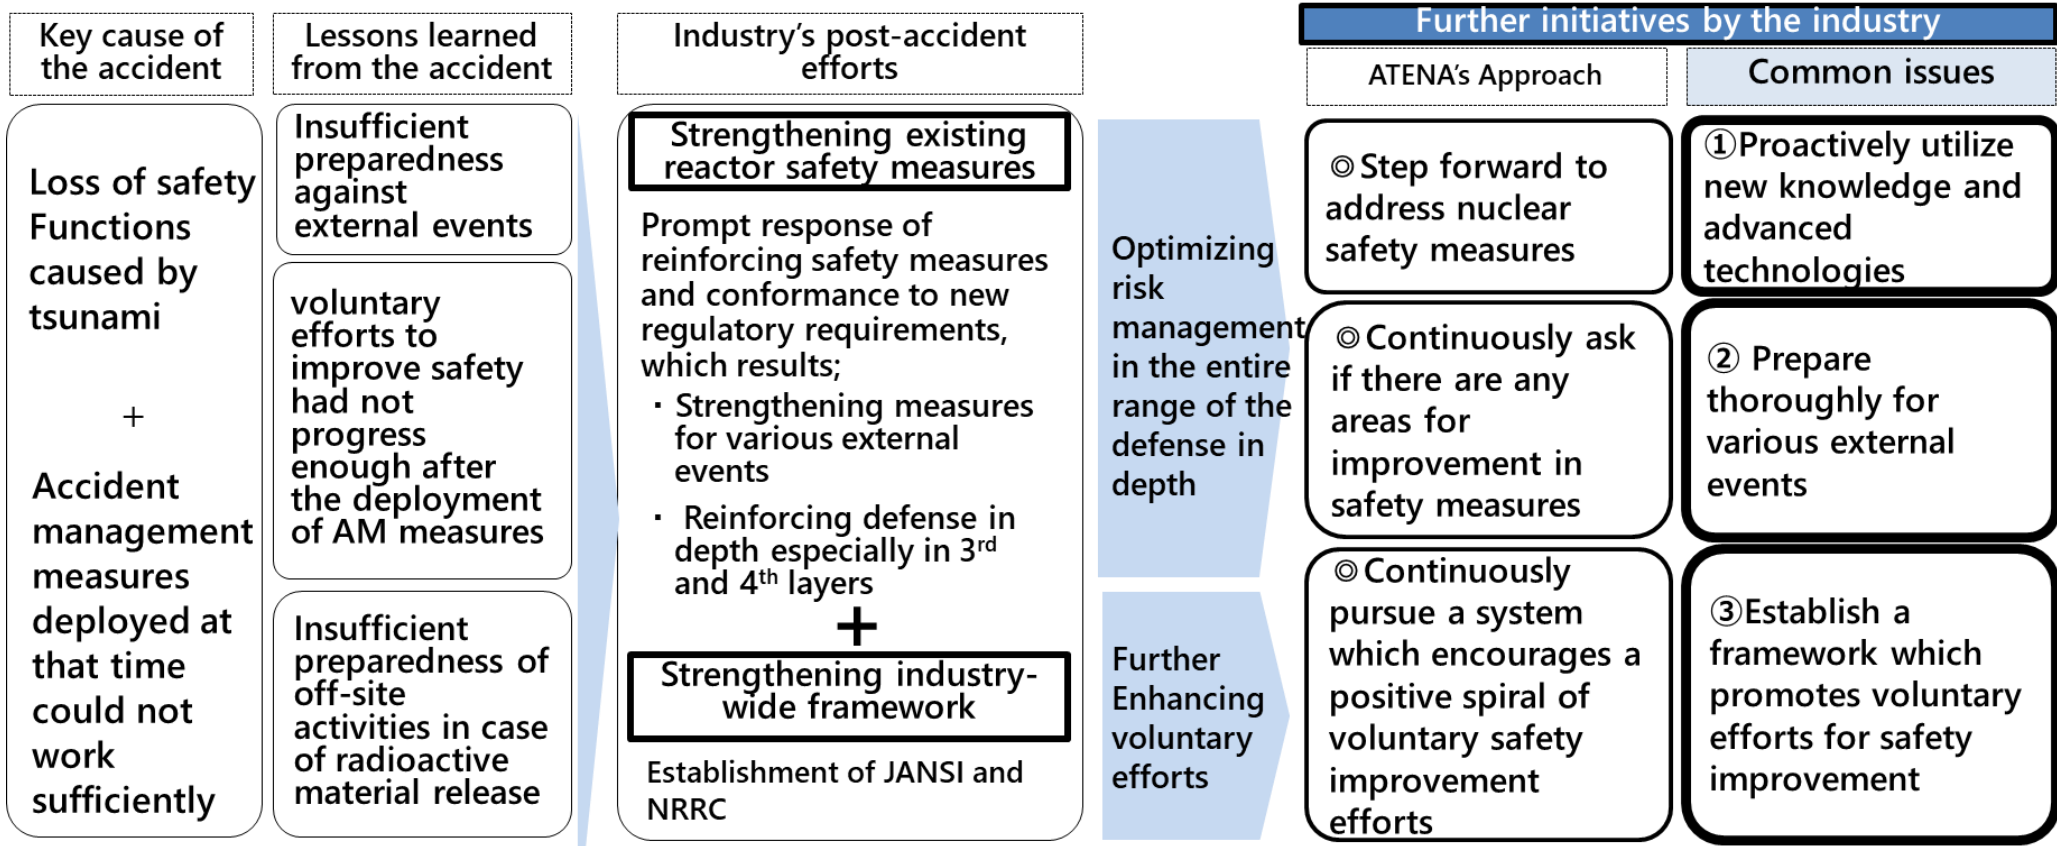 Key cause of
the accident
Loss of safety
Functions
caused by
tsunami
+
Accident
management
measures
deployed at
that time
could not
work
sufficiently
Lessons learned
from the accident
Insufficient
preparedness
against
external events
voluntary
efforts to
improve safety
had not
progress
enough after
the deployment
of AM measures
Insufficient
preparedness of
off-site
activities in case
of radioactive
material release
Industry’s post-accident
efforts
Strengthening existing
reactor safety measures
Prompt response of
reinforcing safety measures
and conformance to new
regulatory requirements,
which results;
・Strengthening measures
for various external
events
・ Reinforcing defense in
depth especially in 3rd
and 4th layers
+
Strengthening industry-
wide framework
Establishment of JANSI and
NRRC
Optimizing
risk
management
in the entire
range of the
defense in
depth
Further
Enhancing
voluntary
efforts
Further initiatives by the industry
ATENA’s Approach
◎Step forward to
address nuclear
safety measures
◎Continuously ask
if there are any
areas for
improvement in
safety measures
◎Continuously
pursue a system
which encourages a
positive spiral of
voluntary safety
improvement
efforts
Common issues
①Proactively utilize
new knowledge and
advanced
technologies
② Prepare
thoroughly for
various external
events
③Establish a
framework which
promotes voluntary
efforts for safety
improvement